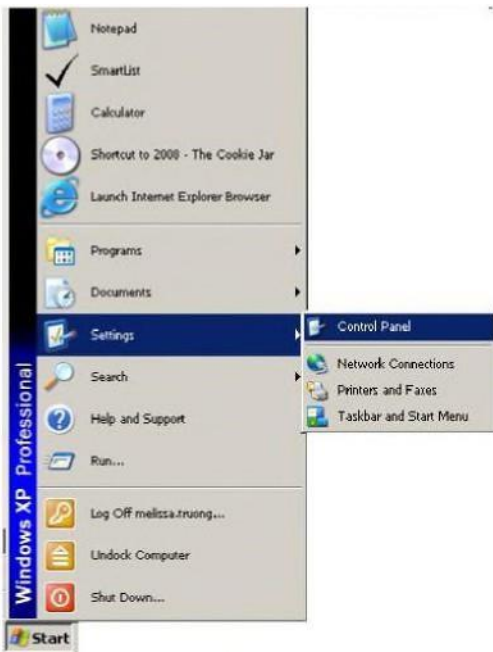 Notepad
SmartList
Calculator
Shortcut to 2008 - The Cookie Jar
Launch Internet Explorer Browser
Programs
Documents
Settings
Search
Help and Support
Run...
Log Off melissa.truong...
Undock Computer
Shut Down...
Control Panel
Network Connections
Printers and Faxes
Taskbar and Start Menu
Windows XP Professional
Start